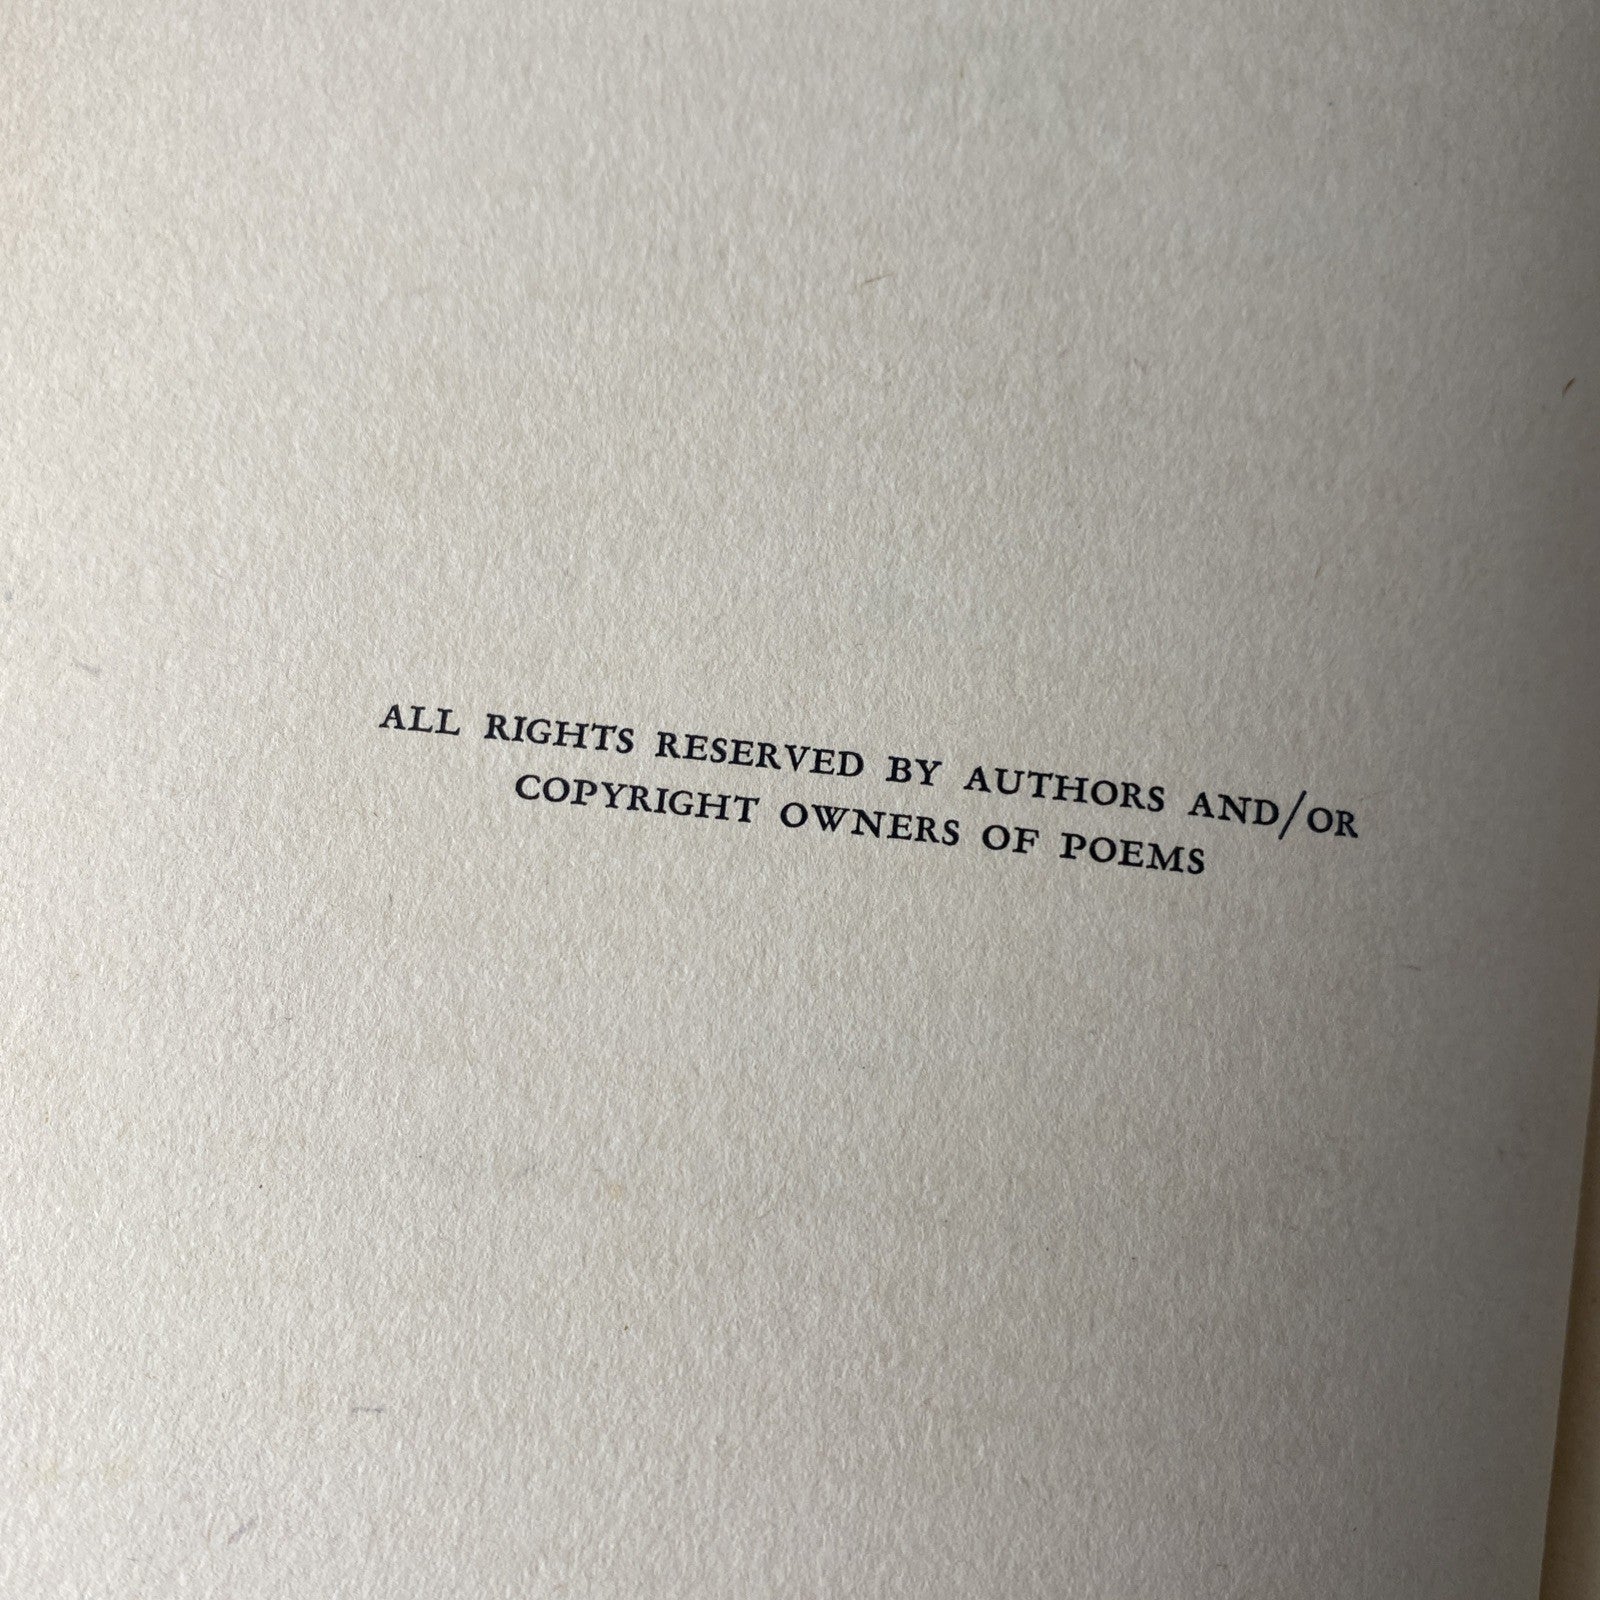 ALL RIGHTS RESERVED BY AUTHORS AND/OR
COPYRIGHT OWNERS OF POEMS